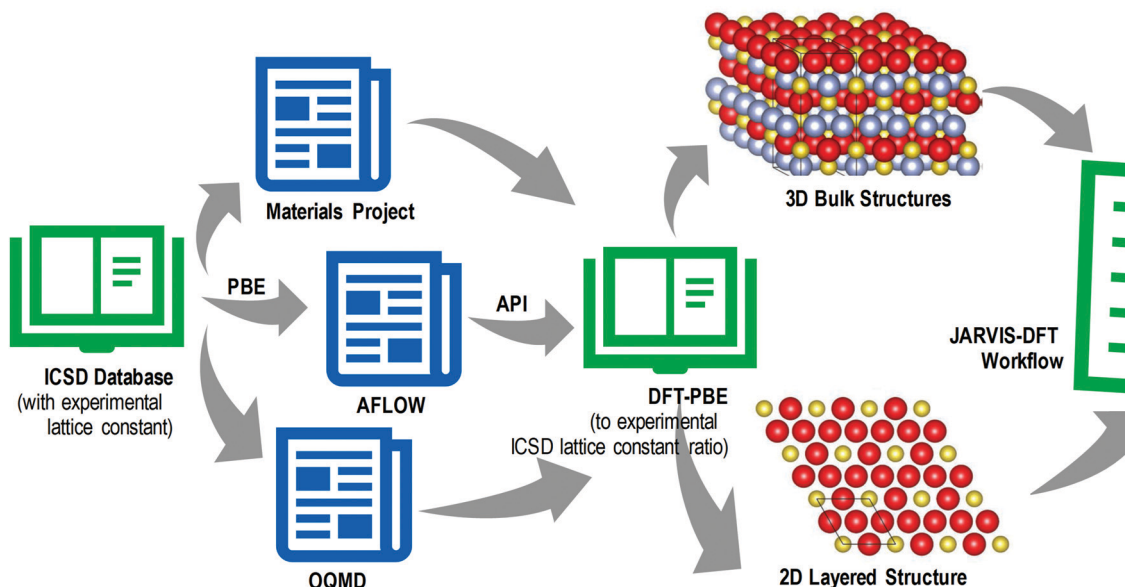 Materials Project
3D Bulk Structures
PBE
API
ICSD Database
(with experimental
lattice constant)
AFLOW
DFT-PBE
(to experimental
ICSD lattice constant ratio)
JARVIS-DFT
Workflow
OQMD
2D Layered Structure